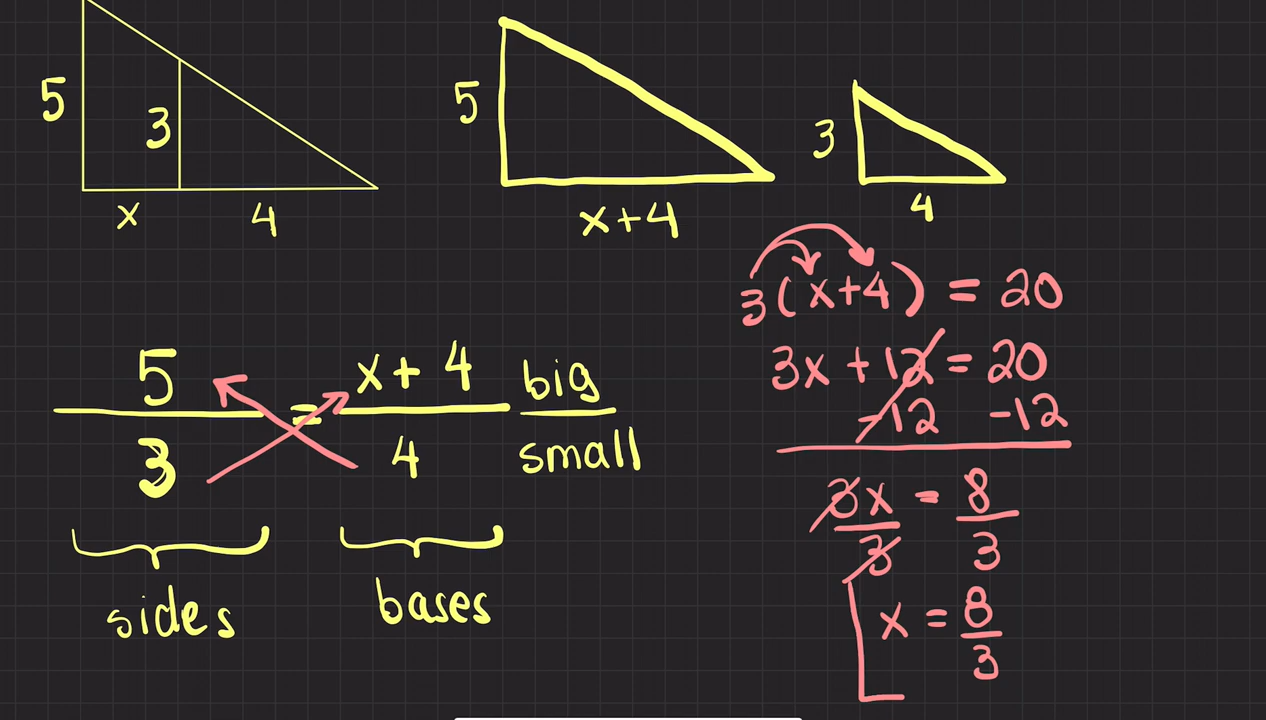 5
3
x
4
5
x+4
3
4
5/3 = x+4/4
big/small
sides
bases
3(x+4) = 20
3x + 12 = 20
-12 -12
3x/3 = 8/3
x = 8/3